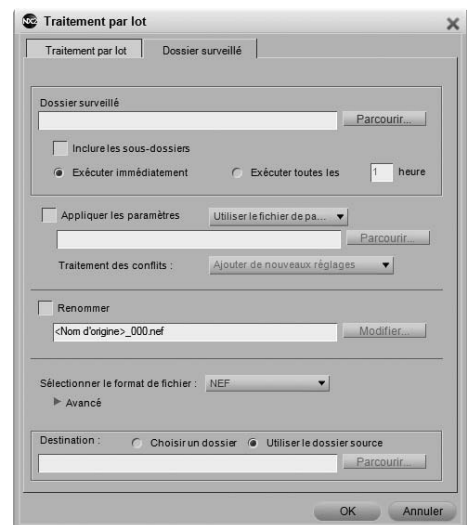 NX2 Traitement par lot
Traitement par lot Dossier surveillé
Dossier surveillé
Parcourir...
Inclure les sous-dossiers
Exécuter immédiatement Exécuter toutes les 1 heure
Appliquer les paramètres Utiliser le fichier de pa...
Parcourir...
Traitement des conflits : Ajouter de nouveaux réglages
Renommer
<Nom d'origine>_000.nef Modifier...
Sélectionner le format de fichier : NEF
Avancé
Destination : Choisir un dossier Utiliser le dossier source
Parcourir...
OK Annuler